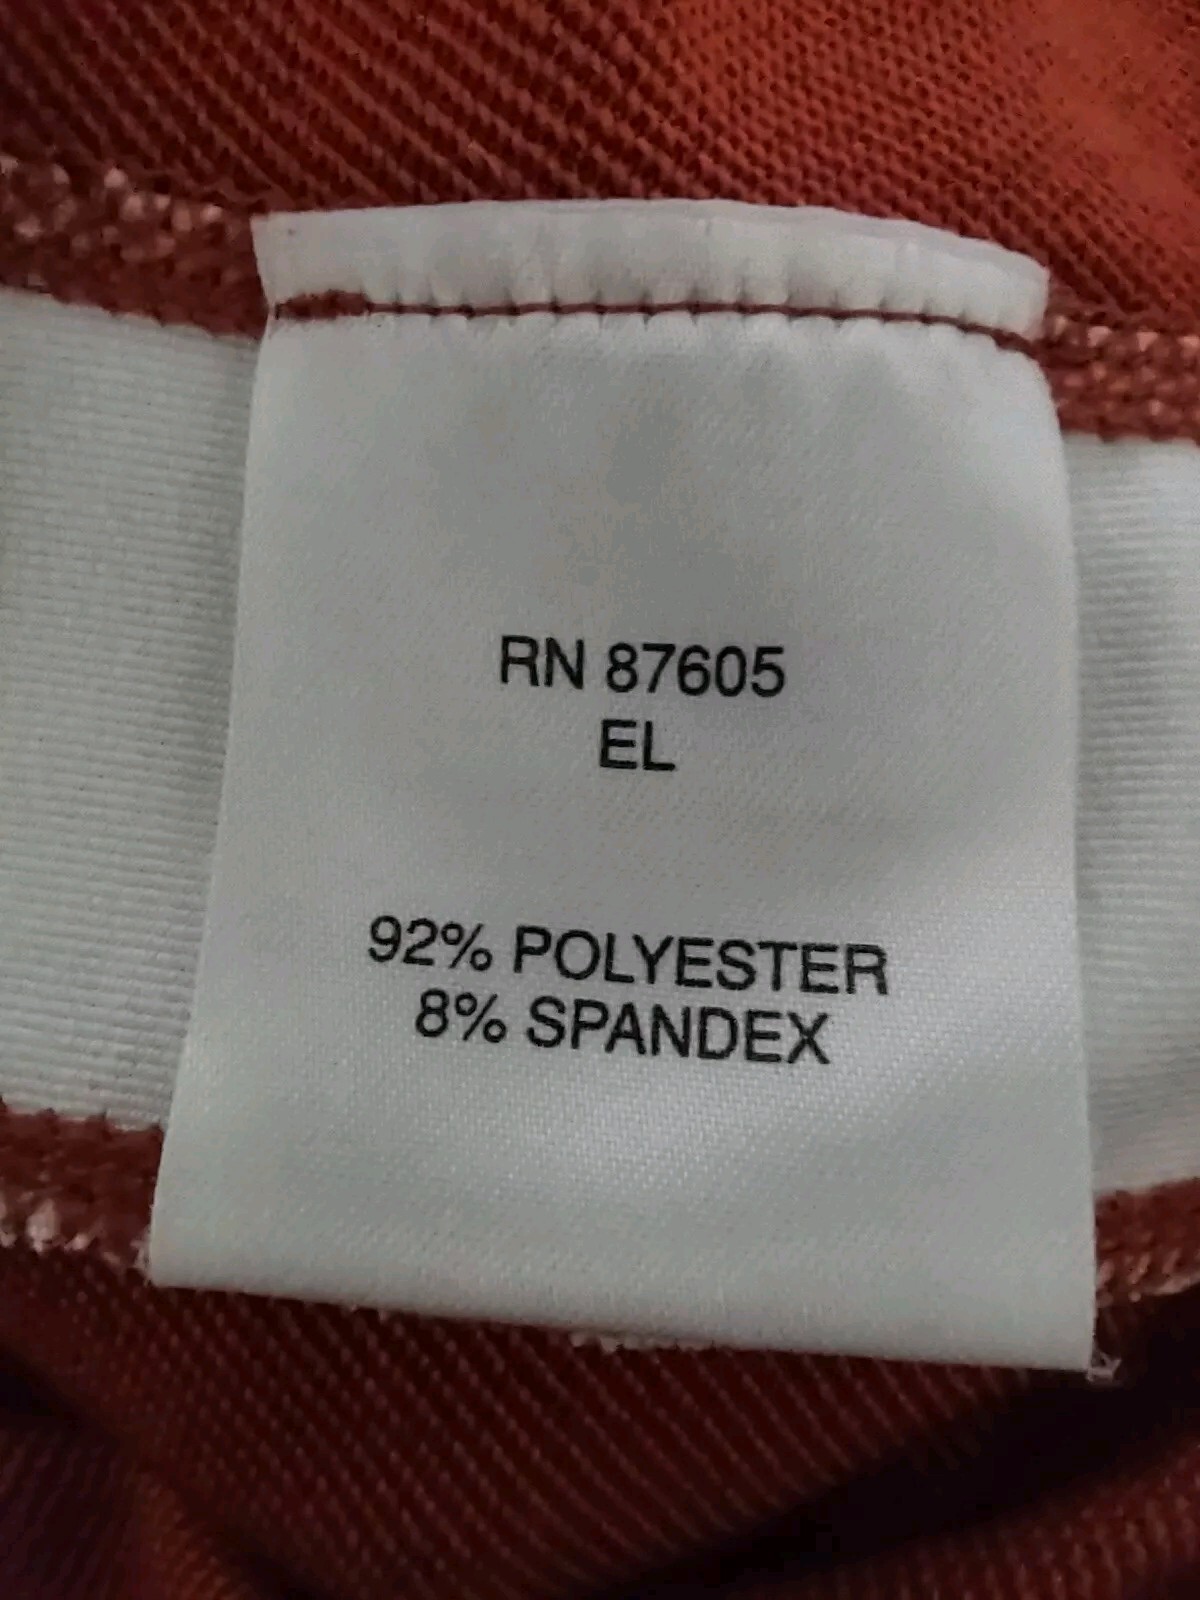 RN 87605
EL
92% POLYESTER
8% SPANDEX